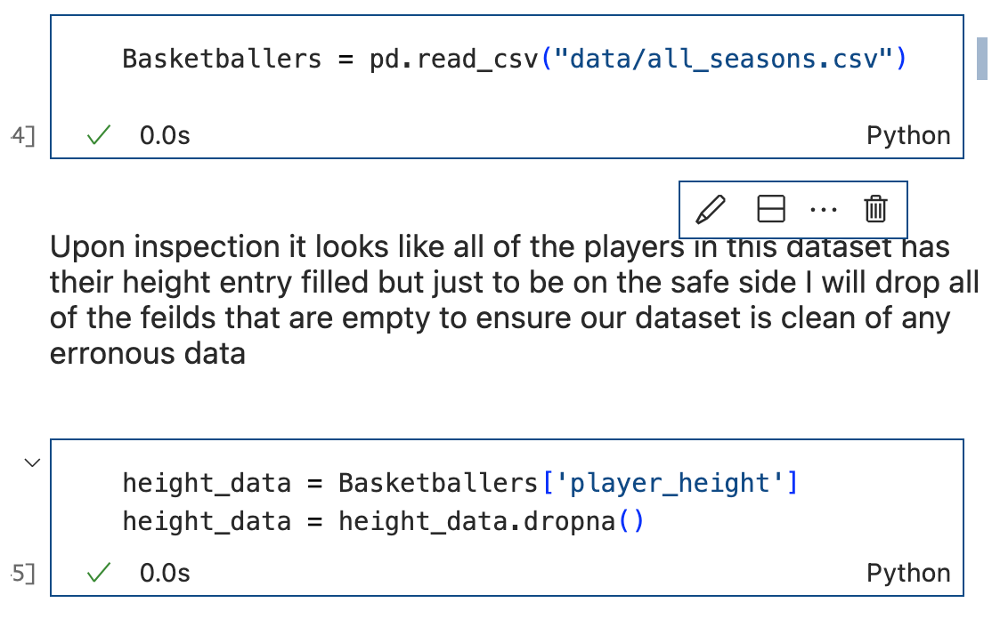 Basketballers = pd.read_csv("data/all_seasons.csv")
4] 0.0s Python
Upon inspection it looks like all of the players in this dataset has
their height entry filled but just to be on the safe side I will drop all
of the feilds that are empty to ensure our dataset is clean of any
erronous data
height_data = Basketballers['player_height']
height_data = height_data.dropna()
5] 0.0s Python